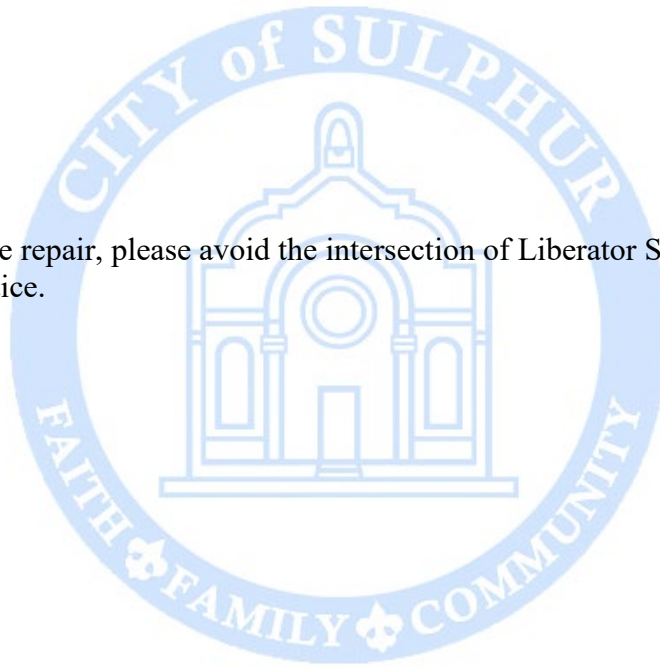 CITY of SULPHUR
e repair, please avoid the intersection of Liberator S
ice.
FAITH FAMILY COMMUNITY